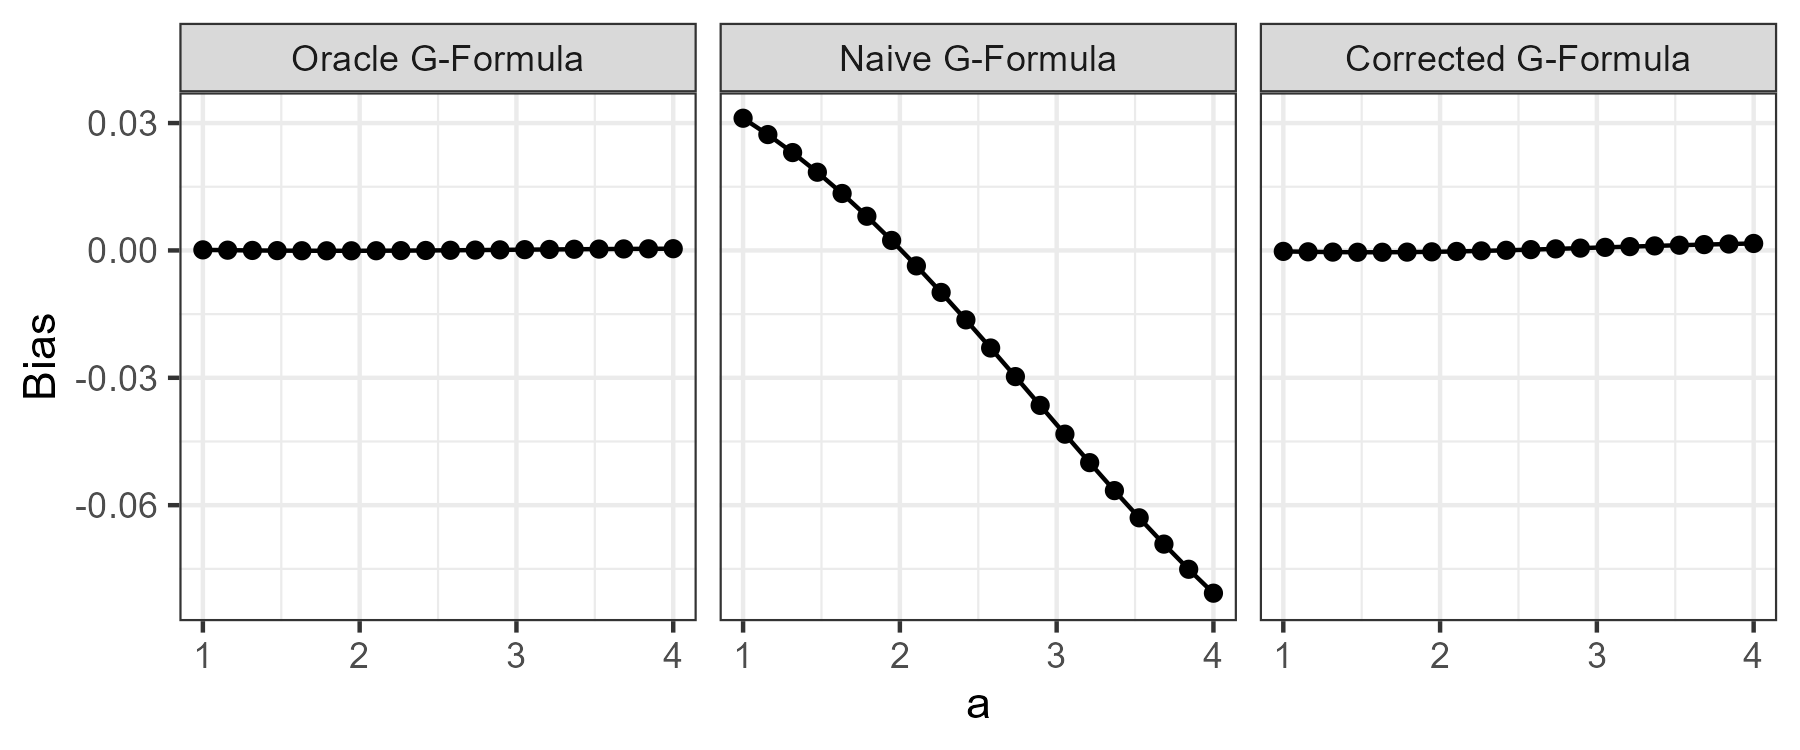 Oracle G-Formula
Naive G-Formula
Corrected G-Formula
Bias
0.03
0.00
-0.03
-0.06
1 2 3 4
1 2 3 4
1 2 3 4
a